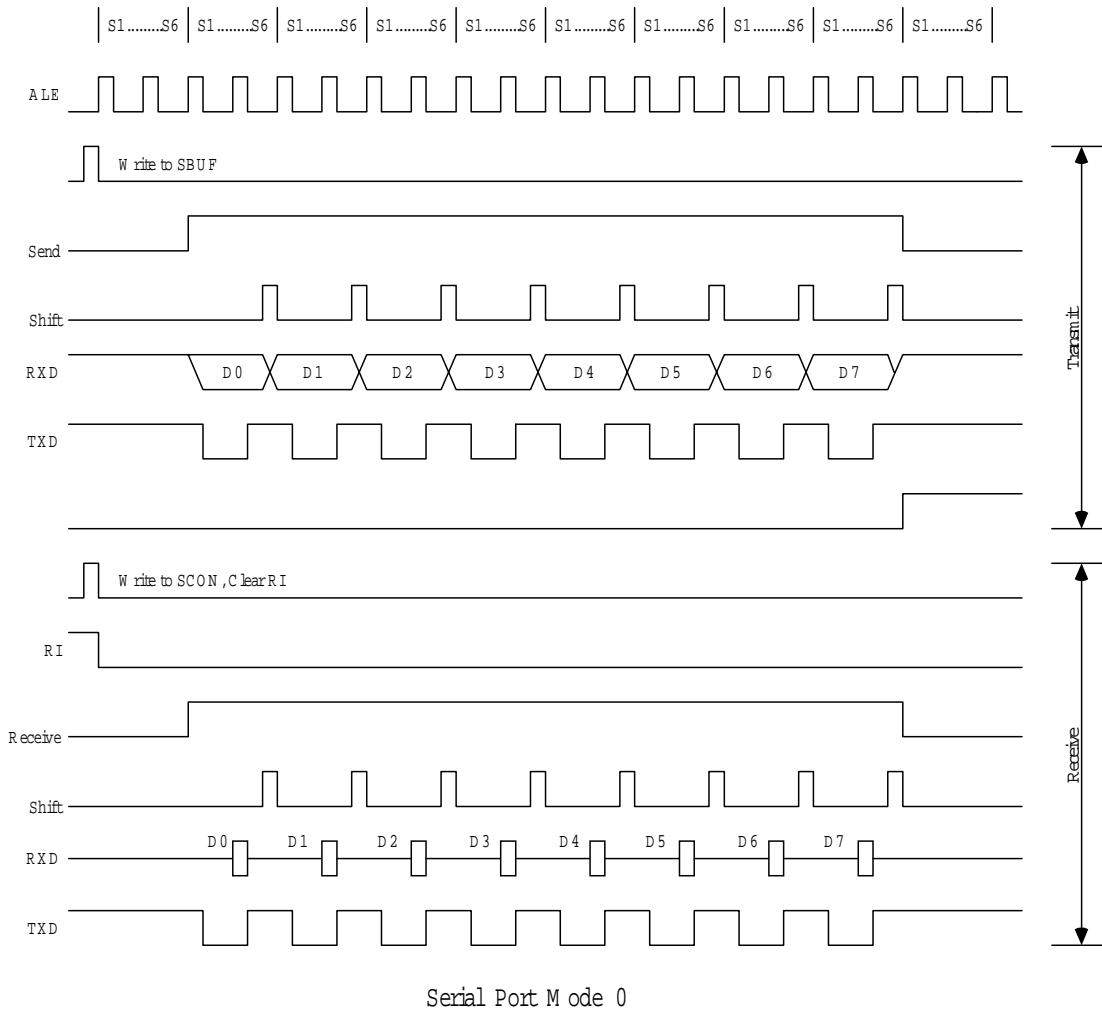 S1.........S6 S1.........S6 S1.........S6 S1.........S6 S1.........S6 S1.........S6 S1.........S6 S1.........S6 S1.........S6 S1.........S6
ALE
Write to SBUF
Send
Shift
RXD D0 D1 D2 D3 D4 D5 D6 D7
TXD
Transmit
Write to SCON, Clear RI
RI
Receive
Shift
RXD D0 D1 D2 D3 D4 D5 D6 D7
TXD
Receive
Serial Port Mode 0